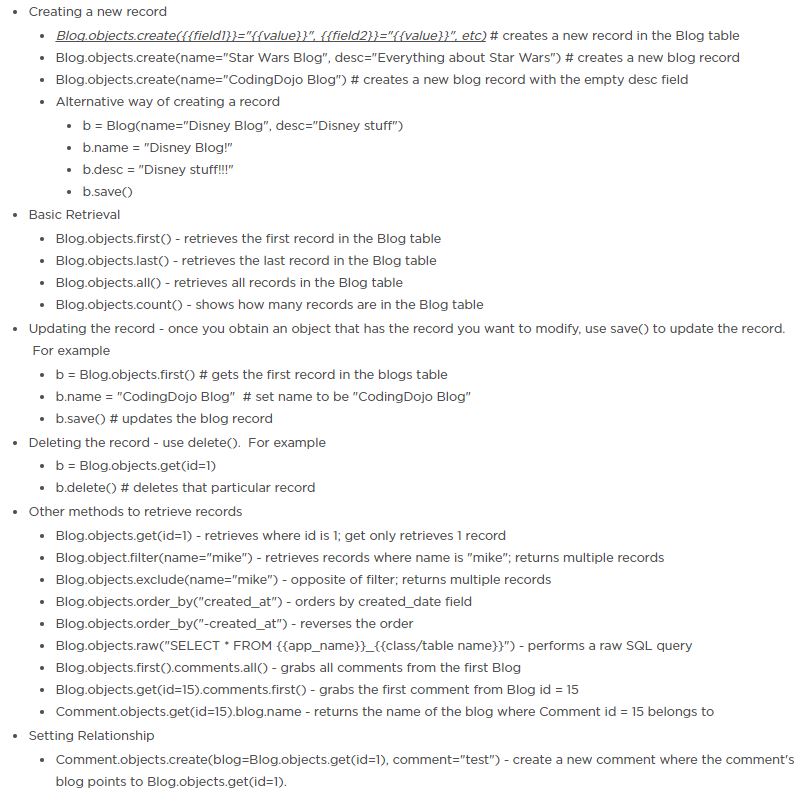 Creating a new record
Blog.objects.create({{field1}}="{{value}}", {{field2}}="{{value}}", etc) # creates a new record in the Blog table
Blog.objects.create(name="Star Wars Blog", desc="Everything about Star Wars") # creates a new blog record
Blog.objects.create(name="CodingDojo Blog") # creates a new blog record with the empty desc field
Alternative way of creating a record
b = Blog(name="Disney Blog", desc="Disney stuff")
b.name = "Disney Blog!"
b.desc = "Disney stuff!!!"
b.save()
Basic Retrieval
Blog.objects.first() - retrieves the first record in the Blog table
Blog.objects.last() - retrieves the last record in the Blog table
Blog.objects.all() - retrieves all records in the Blog table
Blog.objects.count() - shows how many records are in the Blog table
Updating the record - once you obtain an object that has the record you want to modify, use save() to update the record.
For example
b = Blog.objects.first() # gets the first record in the blogs table
b.name = "CodingDojo Blog"  # set name to be "CodingDojo Blog"
b.save() # updates the blog record
Deleting the record - use delete().  For example
b = Blog.objects.get(id=1)
b.delete() # deletes that particular record
Other methods to retrieve records
Blog.objects.get(id=1) - retrieves where id is 1; get only retrieves 1 record
Blog.object.filter(name="mike") - retrieves records where name is "mike"; returns multiple records
Blog.objects.exclude(name="mike") - opposite of filter; returns multiple records
Blog.objects.order_by("created_at") - orders by created_date field
Blog.objects.order_by("-created_at") - reverses the order
Blog.objects.raw("SELECT * FROM {{app_name}}_{{class/table name}}") - performs a raw SQL query
Blog.objects.first().comments.all() - grabs all comments from the first Blog
Blog.objects.get(id=15).comments.first() - grabs the first comment from Blog id = 15
Comment.objects.get(id=15).blog.name - returns the name of the blog where Comment id = 15 belongs to
Setting Relationship
Comment.objects.create(blog=Blog.objects.get(id=1), comment="test") - create a new comment where the comment's
blog points to Blog.objects.get(id=1).